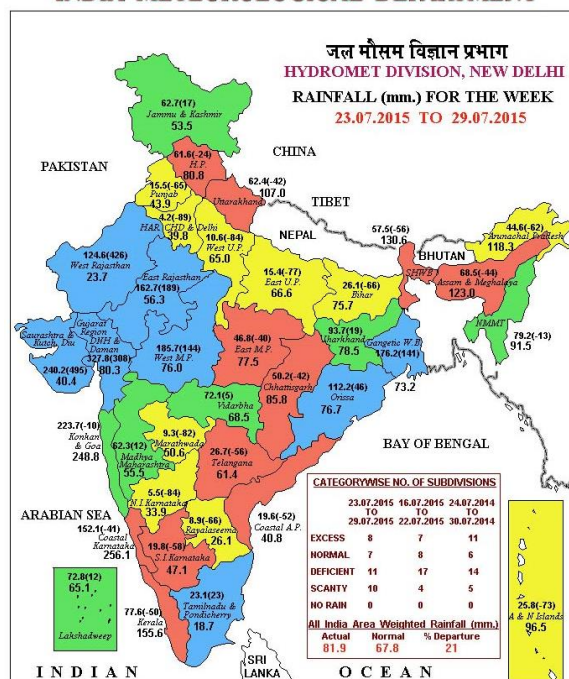 INDIA METEOROLOGICAL DEPARTMENT
जल मौसम विज्ञान प्रभाग
HYDROMET DIVISION, NEW DELHI
RAINFALL (mm.) FOR THE WEEK
23.07.2015 TO 29.07.2015
62.7(17)
Jammu & Kashmir
53.5
61.6(-24)
H.P.
80.8
CHINA
PAKISTAN
15.5(-65)
Punjab
43.9
62.4(-42)
107.0
Uttarakhand
TIBET
4.2(-89)
HAR. CHD & Delhi
39.8
10.6(-84)
West U.P.
65.0
NEPAL
57.5(-56)
130.6
SHWB
BHUTAN
44.6(-62)
Arunachal Pradesh
118.3
124.6(426)
West Rajasthan
23.7
East Rajasthan
162.7(189)
56.3
15.4(-77)
East U.P.
66.6
26.1(-66)
Bihar
75.7
68.5(-44)
Assam & Meghalaya
123.0
NMMT
79.2(-13)
91.5
Saurashtra &
Kutch, Diu
240.2(495)
40.4
Gujarat
Region
DNH &
Daman
327.8(308)
80.3
185.7(144)
West M.P.
76.0
46.8(-40)
East M.P.
77.5
93.7(19)
Jharkhand
78.5
Gangetic W.B
176.2(141)
73.2
50.2(-42)
Chhattisgarh
85.8
112.2(46)
Orissa
76.7
72.1(5)
Vidarbha
68.5
223.7(-10)
Konkan
& Goa
248.8
62.3(12)
Madhya
Maharashtra
55.5
9.3(-82)
Marathwada
50.6
26.7(-56)
Telangana
61.4
BAY OF BENGAL
5.5(-84)
N.I.Karnataka
33.9
ARABIAN SEA
152.1(-41)
Coastal
Karnataka
256.1
8.9(-66)
Rayalaseema
26.1
19.6(-52)
Coastal A.P.
40.8
19.8(-58)
S.I.Karnataka
47.1
23.1(23)
Tamilnadu &
Pondicherry
18.7
77.6(-50)
Kerala
155.6
72.8(12)
65.1
Lakshadweep
25.8(-73)
A & N Islands
96.5
CATEGORYWISE NO. OF SUBDIVISIONS
23.07.2015 16.07.2015 24.07.2014
TO TO TO
29.07.2015 22.07.2015 30.07.2014
EXCESS 8 7 11
NORMAL 7 8 6
DEFICIENT 11 17 14
SCANTY 10 4 5
NO RAIN 0 0 0
All India Area Weighted Rainfall (mm.)
Actual Normal % Departure
81.9 67.8 21
SRI
LANKA
INDIAN OCEAN